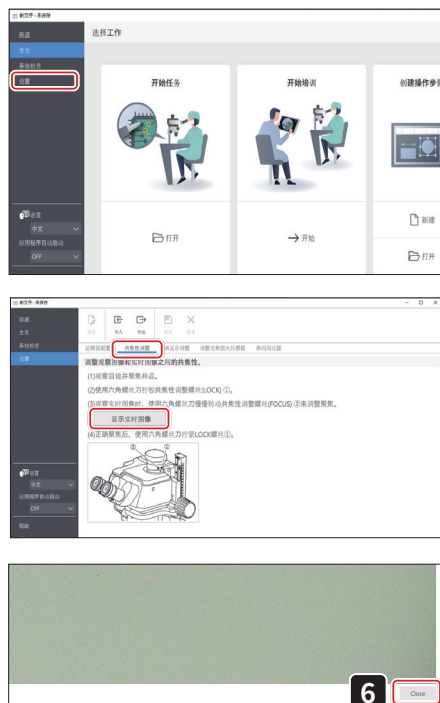 新文件 - 未保存
选择工作
后退
主页
系统检查
设置
开始任务
开始培训
创建操作步骤
语言
中文
应用程序自动启动
OFF
打开
开始
新建
打开
新文件 - 未保存
后退
主页
系统检查
设置
导入
导出
共焦性调整
调整观察图像和实时图像之间的共焦性。
(1)观察目镜并聚焦样品。
(2)使用六角螺丝刀拧松共焦性调整螺丝(LOCK) ①。
(3)观察实时图像时，使用六角螺丝刀慢慢转动共焦性调整螺丝(FOCUS) ②来调整聚焦。
显示实时图像
(4)正确聚焦后，使用六角螺丝刀拧紧LOCK螺丝①。
② ①
语言
中文
应用程序自动启动
OFF
帮助
6
Close